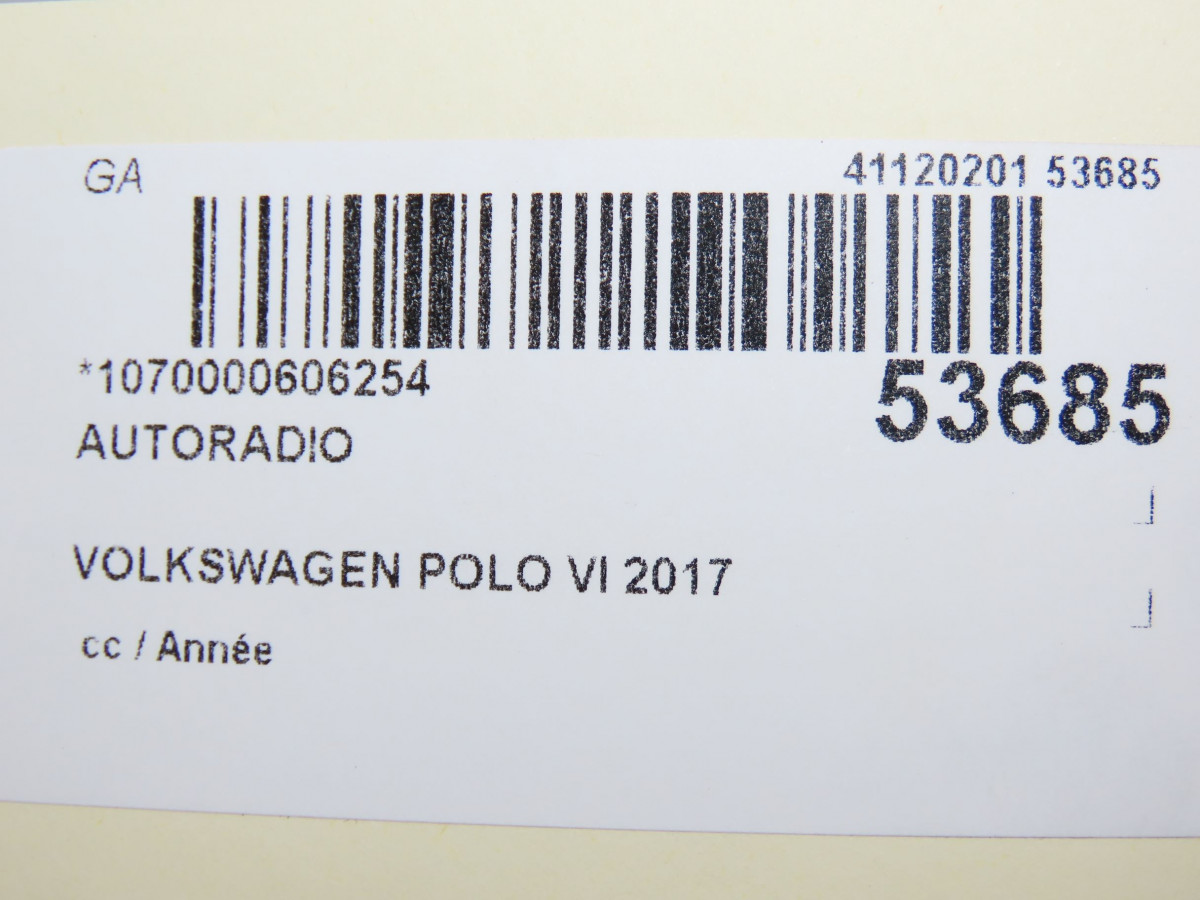 GA
41120201 53685
*1070000606254
53685
AUTORADIO
VOLKSWAGEN POLO VI 2017
cc / Année